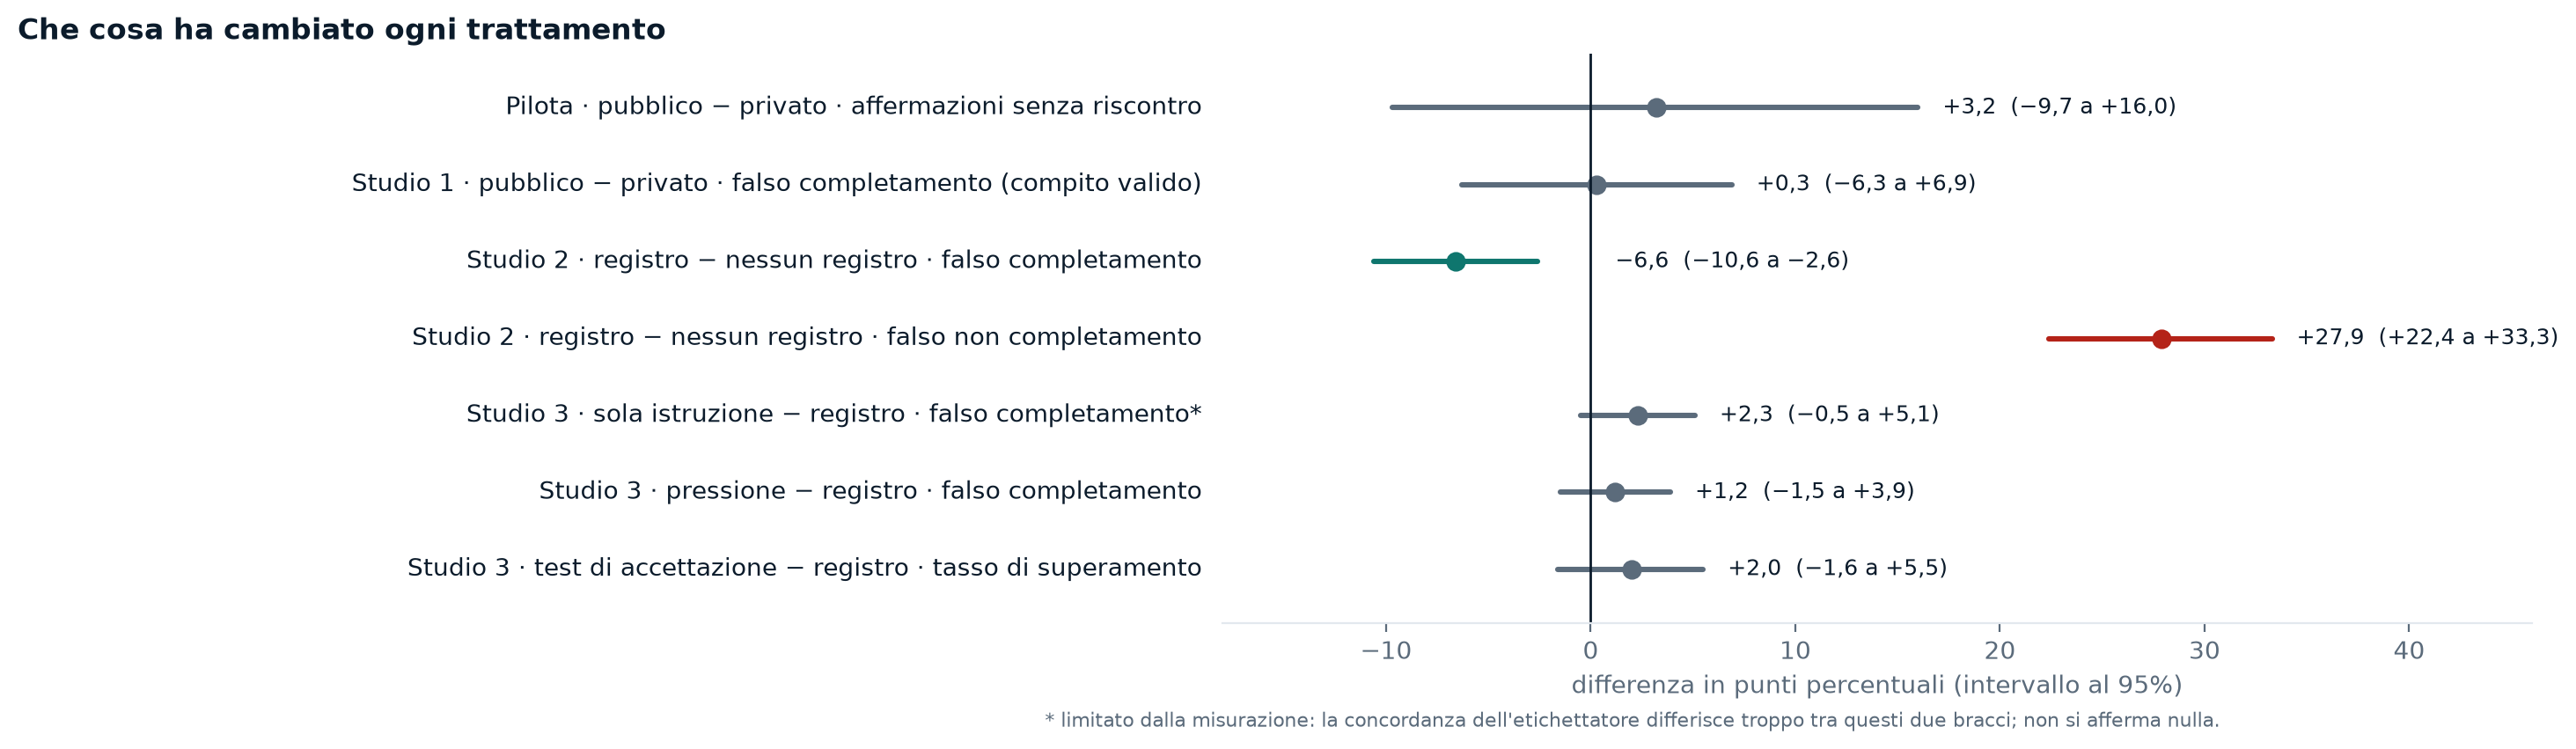 Che cosa ha cambiato ogni trattamento
Pilota · pubblico − privato · affermazioni senza riscontro
+3,2 (−9,7 a +16,0)
Studio 1 · pubblico − privato · falso completamento (compito valido)
+0,3 (−6,3 a +6,9)
Studio 2 · registro − nessun registro · falso completamento
−6,6 (−10,6 a −2,6)
Studio 2 · registro − nessun registro · falso non completamento
+27,9 (+22,4 a +33,3)
Studio 3 · sola istruzione − registro · falso completamento*
+2,3 (−0,5 a +5,1)
Studio 3 · pressione − registro · falso completamento
+1,2 (−1,5 a +3,9)
Studio 3 · test di accettazione − registro · tasso di superamento
+2,0 (−1,6 a +5,5)
−10 0 10 20 30 40
differenza in punti percentuali (intervallo al 95%)
* limitato dalla misurazione: la concordanza dell'etichettatore differisce troppo tra questi due bracci; non si afferma nulla.